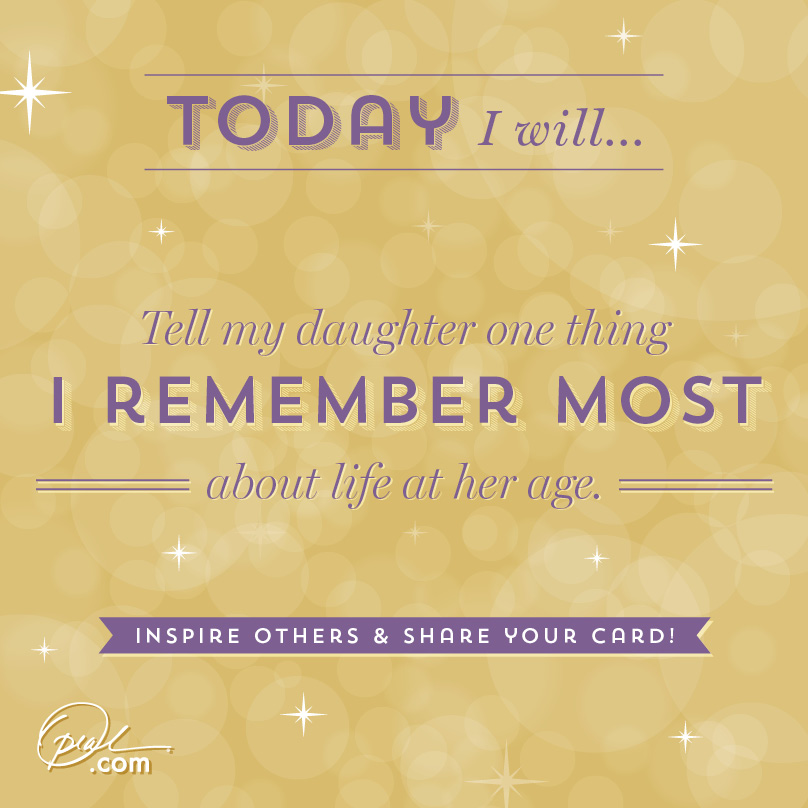 TODAY I will...
Tell my daughter one thing
I REMEMBER MOST
about life at her age.
INSPIRE OTHERS & SHARE YOUR CARD!
Oprah
.com